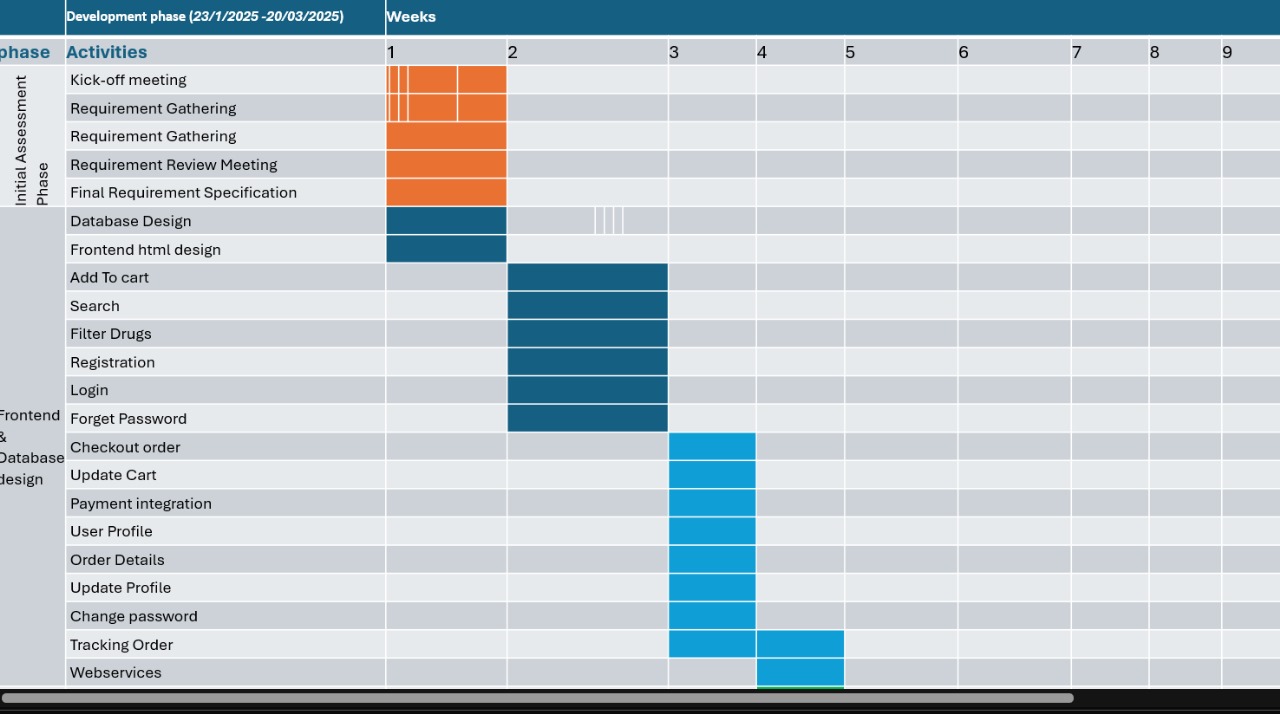 Development phase (23/1/2025 -20/03/2025) Weeks
phase Activities 1 2 3 4 5 6 7 8 9
Initial Assessment
Phase
Kick-off meeting
Requirement Gathering
Requirement Gathering
Requirement Review Meeting
Final Requirement Specification
Frontend
&
Database
design
Database Design
Frontend html design
Add To cart
Search
Filter Drugs
Registration
Login
Forget Password
Checkout order
Update Cart
Payment integration
User Profile
Order Details
Update Profile
Change password
Tracking Order
Webservices